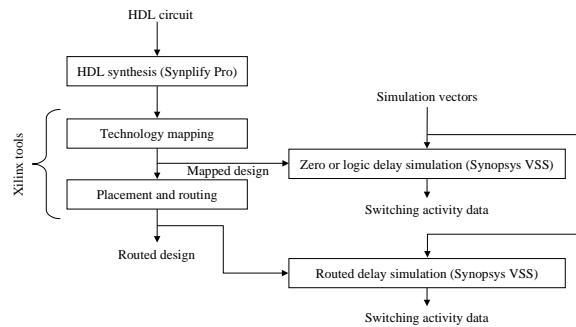 HDL circuit
HDL synthesis (Synplify Pro)
Simulation vectors
Xilinx tools
Technology mapping
Mapped design
Zero or logic delay simulation (Synopsys VSS)
Placement and routing
Switching activity data
Routed design
Routed delay simulation (Synopsys VSS)
Switching activity data